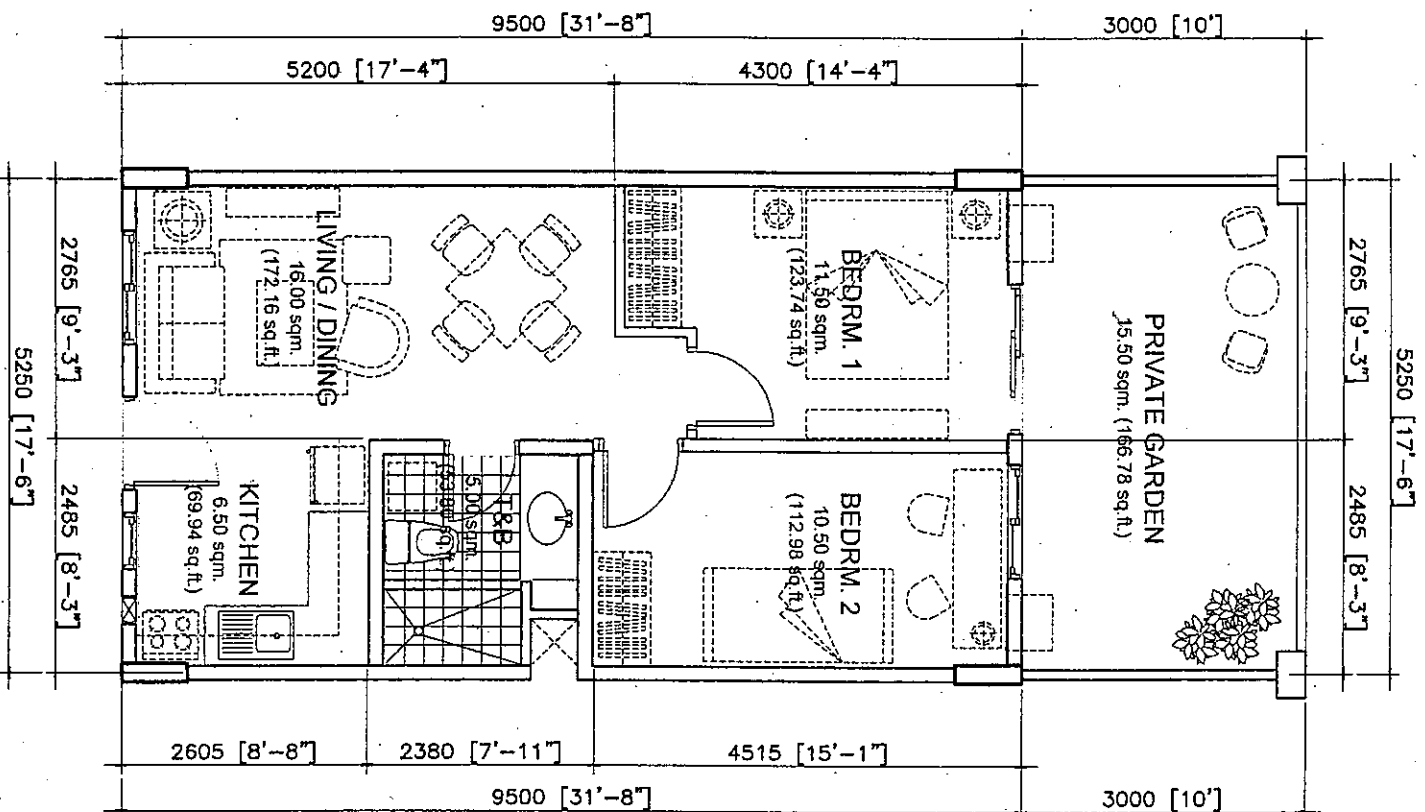 9500 [31'-8"]
3000 [10']
5200 [17'-4"]
4300 [14'-4"]
5250 [17'-6"]
2765 [9'-3"]
2485 [8'-3"]
LIVING / DINING
16.00 sqm.
(172.16 sq.ft.)
BEDRM. 1
11.50 sqm.
(123.74 sq.ft.)
PRIVATE GARDEN
15.50 sqm. (166.78 sq.ft.)
2765 [9'-3"]
2485 [8'-3"]
5250 [17'-6"]
KITCHEN
6.50 sqm.
(69.94 sq.ft.)
T&B
5.00 sqm.
BEDRM. 2
10.50 sqm.
(112.98 sq.ft.)
2605 [8'-8"]
2380 [7'-11"]
4515 [15'-1"]
9500 [31'-8"]
3000 [10']